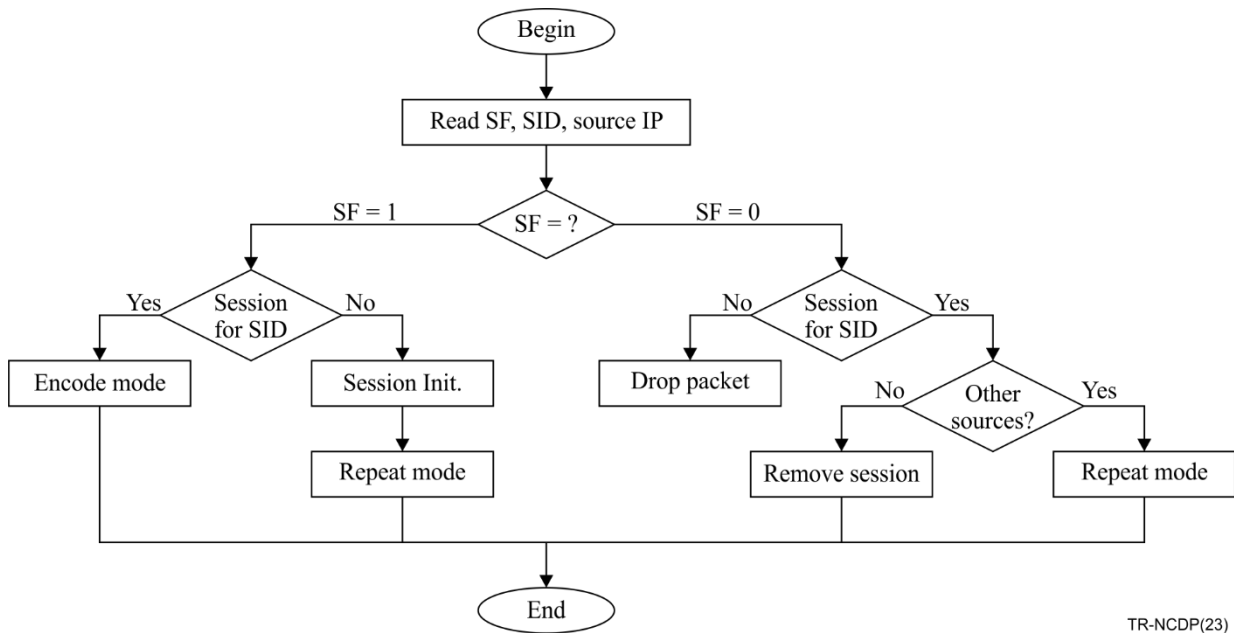 Begin
Read SF, SID, source IP
SF = 1
SF = ?
SF = 0
Yes
Session
for SID
No
No
Session
for SID
Yes
Encode mode
Session Init.
Drop packet
No
Other
sources?
Yes
Repeat mode
Remove session
Repeat mode
End
TR-NCDP(23)